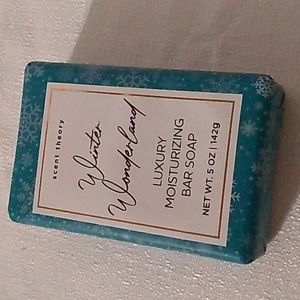 scent theory
Winter
Wonderland
LUXURY
MOISTURIZING
BAR SOAP
NET WT. 5 OZ | 142g